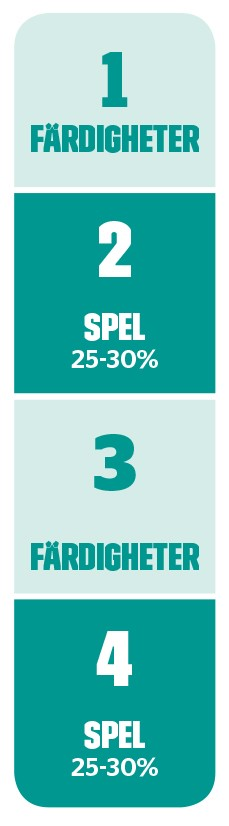 1
FÄRDIGHETER
2
SPEL
25-30%
3
FÄRDIGHETER
4
SPEL
25-30%